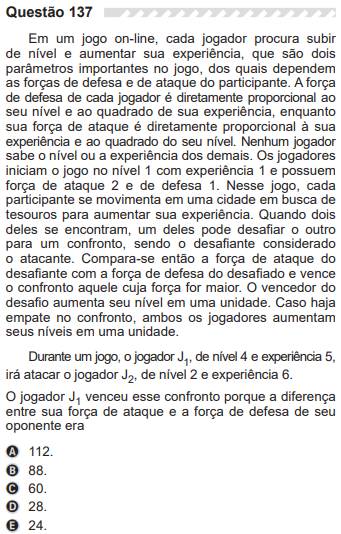 Questão 137
Em um jogo on-line, cada jogador procura subir
de nível e aumentar sua experiência, que são dois
parâmetros importantes no jogo, dos quais dependem
as forças de defesa e de ataque do participante. A força
de defesa de cada jogador é diretamente proporcional ao
seu nível e ao quadrado de sua experiência, enquanto
sua força de ataque é diretamente proporcional à sua
experiência e ao quadrado do seu nível. Nenhum jogador
sabe o nível ou a experiência dos demais. Os jogadores
iniciam o jogo no nível 1 com experiência 1 e possuem
força de ataque 2 e de defesa 1. Nesse jogo, cada
participante se movimenta em uma cidade em busca de
tesouros para aumentar sua experiência. Quando dois
deles se encontram, um deles pode desafiar o outro
para um confronto, sendo o desafiante considerado
o atacante. Compara-se então a força de ataque do
desafiante com a força de defesa do desafiado e vence
o confronto aquele cuja força for maior. O vencedor do
desafio aumenta seu nível em uma unidade. Caso haja
empate no confronto, ambos os jogadores aumentam
seus níveis em uma unidade.
Durante um jogo, o jogador J₁, de nível 4 e experiência 5,
irá atacar o jogador J₂, de nível 2 e experiência 6.
O jogador J₁ venceu esse confronto porque a diferença
entre sua força de ataque e a força de defesa de seu
oponente era
A 112.
B 88.
C 60.
D 28.
E 24.